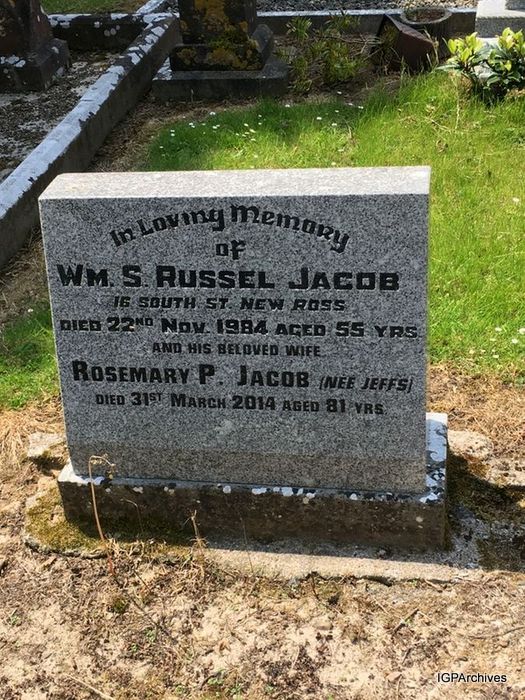 In Loving Memory
of
Wm. S. Russel Jacob
16 South St. New Ross
Died 22nd Nov. 1984 aged 55 yrs
and his beloved wife
Rosemary P. Jacob (nee Jeffs)
died 31st March 2014 aged 81 yrs
IGPArchives